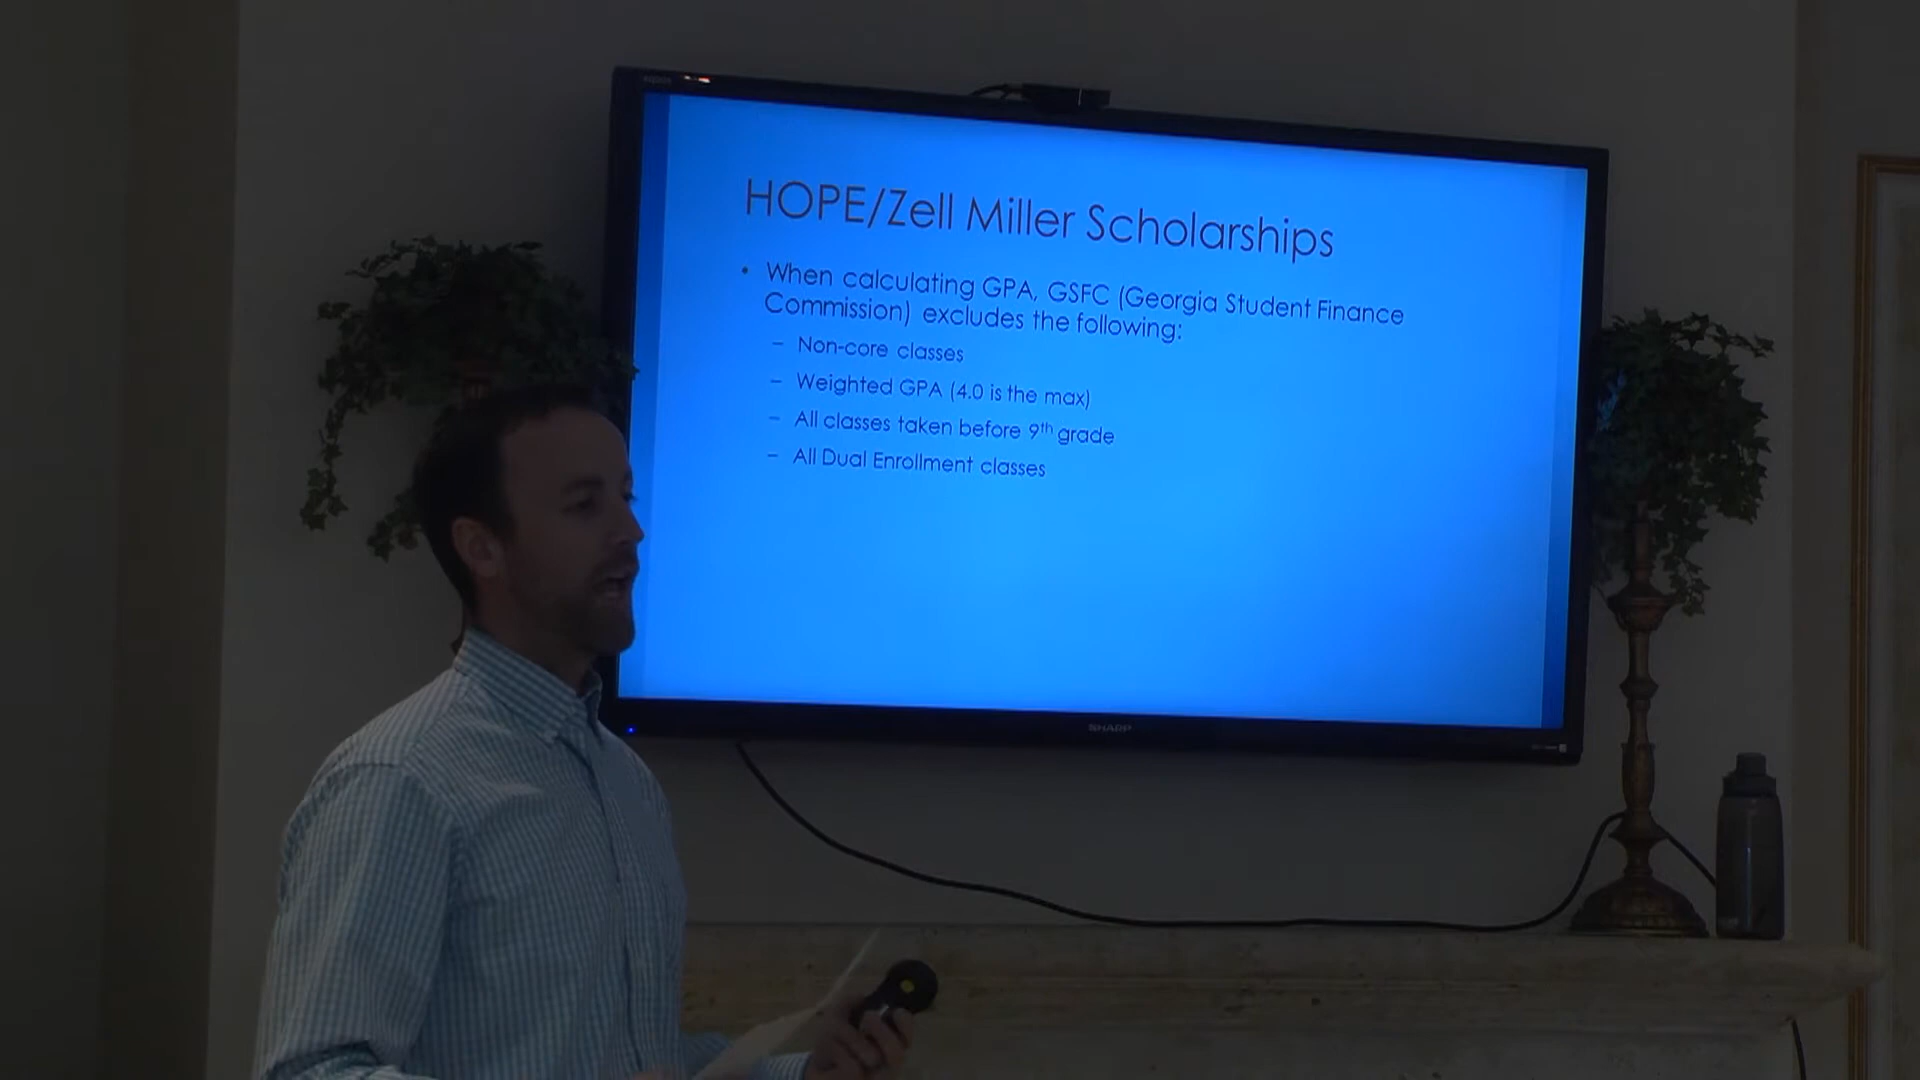 HOPE/Zell Miller Scholarships
• When calculating GPA, GSFC (Georgia Student Finance
Commission) excludes the following:
– Non-core classes
– Weighted GPA (4.0 is the max)
– All classes taken before 9th grade
– All Dual Enrollment classes
SHARP